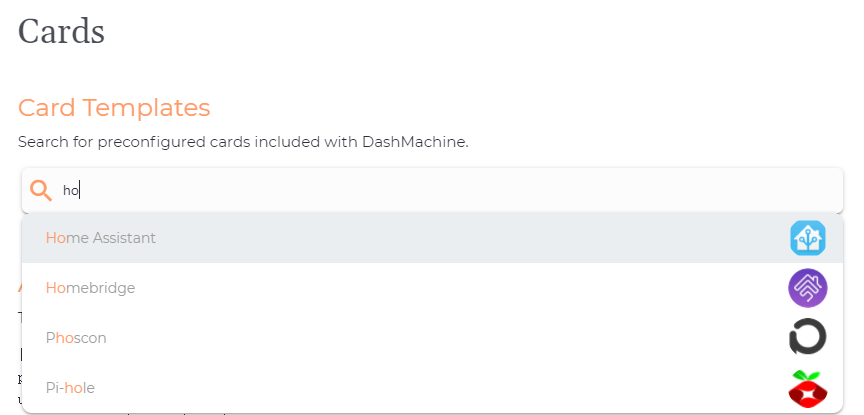 Cards
Card Templates
Search for preconfigured cards included with DashMachine.
ho
Home Assistant
Homebridge
Phoscon
Pi-hole